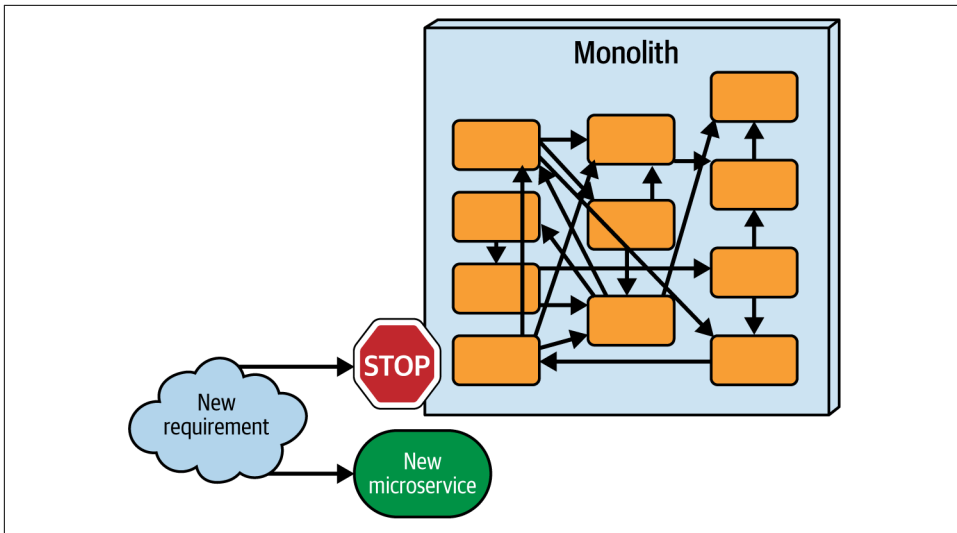 Monolith
STOP
New
requirement
New
microservice